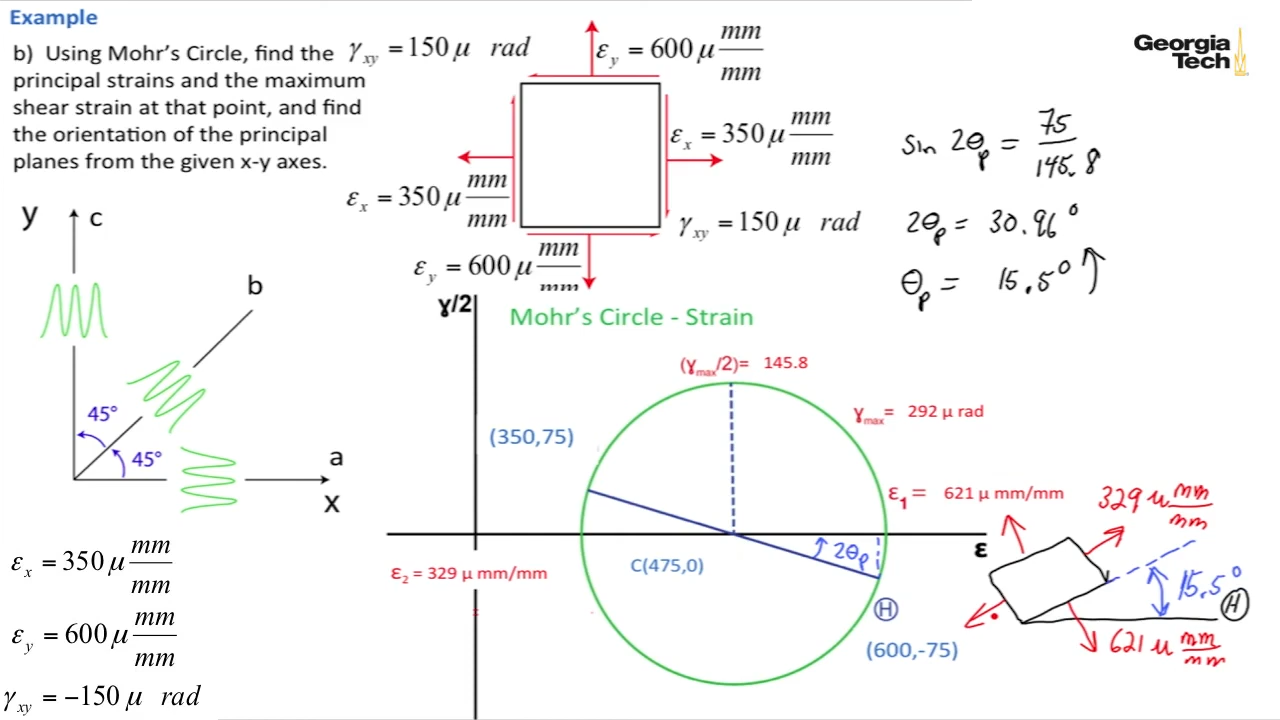 Example
b) Using Mohr's Circle, find the
principal strains and the maximum
shear strain at that point, and find
the orientation of the principal
planes from the given x-y axes.
γxy = 150 μ rad
εy = 600 μ mm/mm
εx = 350 μ mm/mm
εx = 350 μ mm/mm
γxy = 150 μ rad
εy = 600 μ mm/mm
Georgia
Tech
sin 2θp = 75/145.8
2θp = 30.96°
θp = 15.5°
y
c
b
45°
45°
a
x
εx = 350 μ mm/mm
εy = 600 μ mm/mm
γxy = −150 μ rad
γ/2
Mohr's Circle - Strain
(γmax/2)= 145.8
γmax= 292 μ rad
(350,75)
ε1 = 621 μ mm/mm
ε
2θp
C(475,0)
ε2 = 329 μ mm/mm
H
(600,-75)
329 μ mm/mm
15.5°
H
621 μ mm/mm